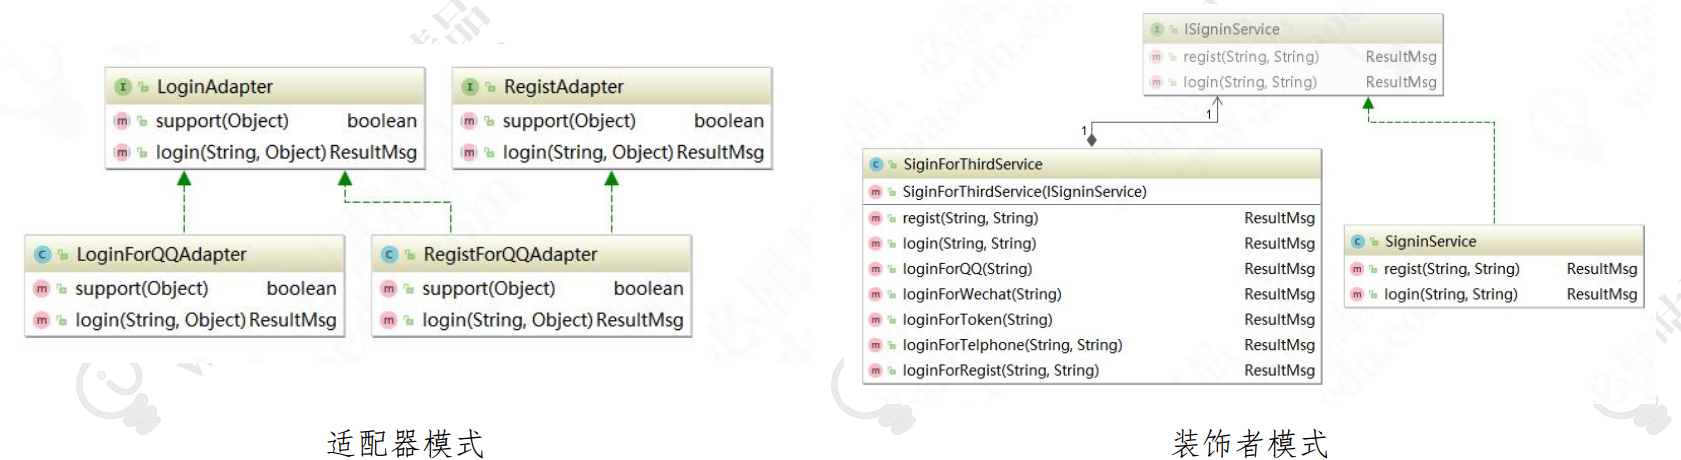 LoginAdapter
support(Object) boolean
login(String, Object) ResultMsg
RegistAdapter
support(Object) boolean
login(String, Object) ResultMsg
LoginForQQAdapter
support(Object) boolean
login(String, Object) ResultMsg
RegistForQQAdapter
support(Object) boolean
login(String, Object) ResultMsg
适配器模式
ISigninService
regist(String, String) ResultMsg
login(String, String) ResultMsg
1
1
SiginForThirdService
SiginForThirdService(ISigninService)
regist(String, String) ResultMsg
login(String, String) ResultMsg
loginForQQ(String) ResultMsg
loginForWechat(String) ResultMsg
loginForToken(String) ResultMsg
loginForTelphone(String, String) ResultMsg
loginForRegist(String, String) ResultMsg
SigninService
regist(String, String) ResultMsg
login(String, String) ResultMsg
装饰者模式